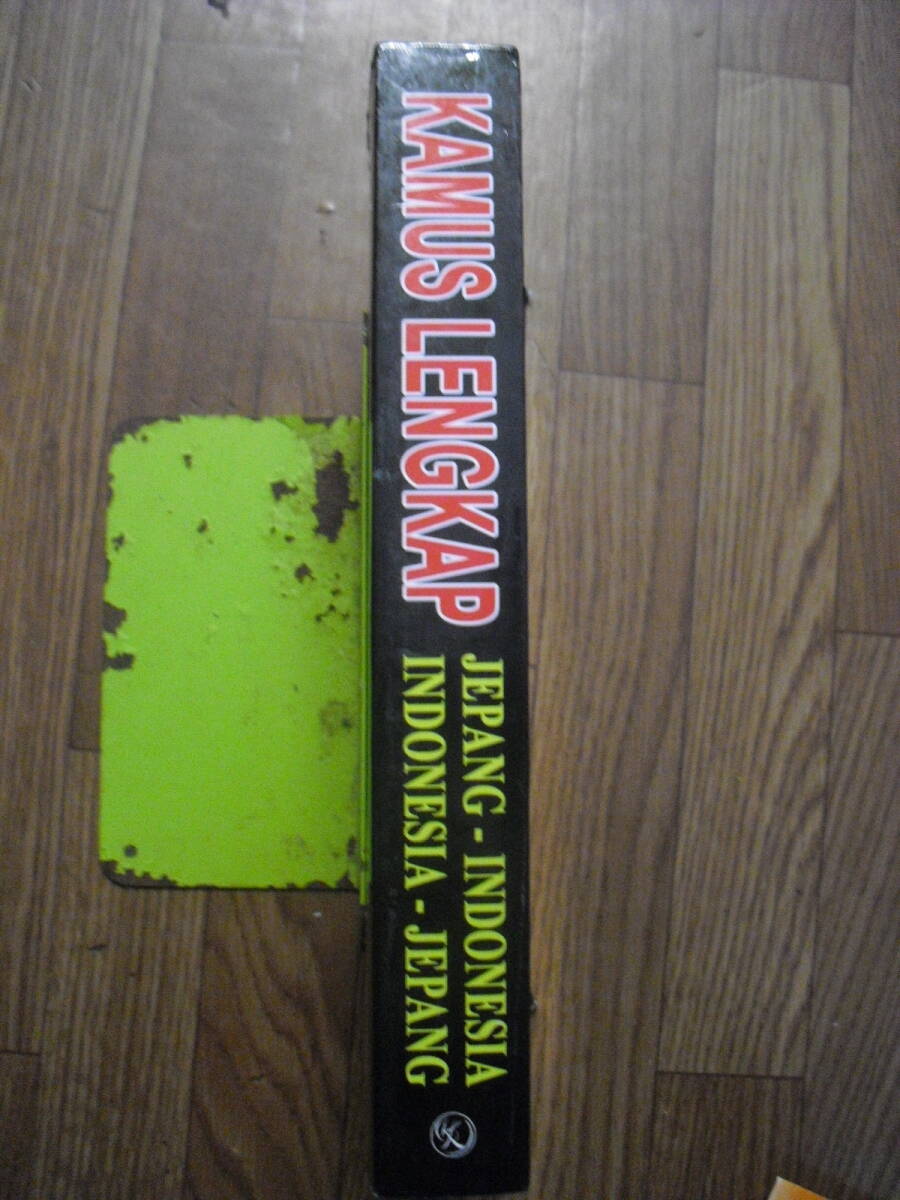 KAMUS LENGKAP
JEPANG - INDONESIA
INDONESIA - JEPANG